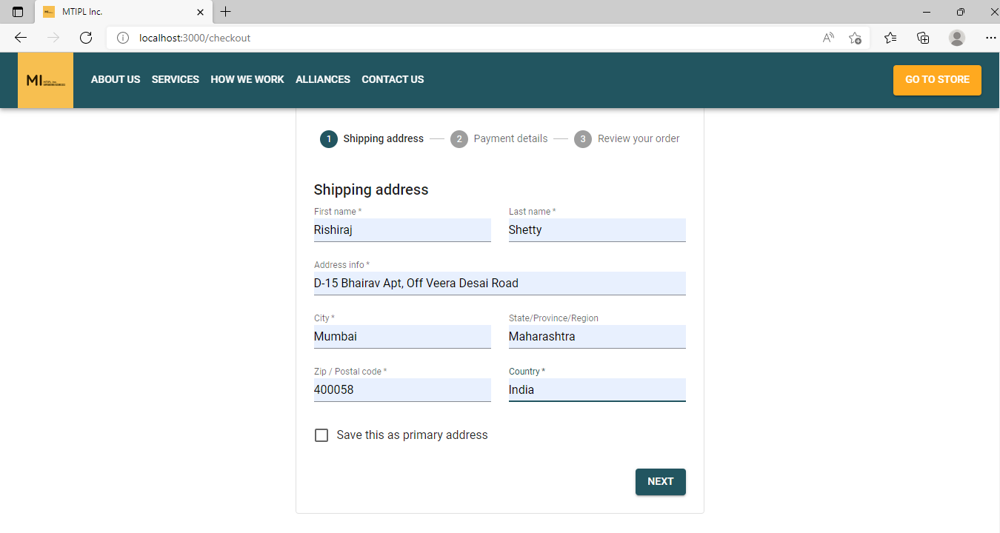 MTIPL Inc.
localhost:3000/checkout
MI MTIPL Inc.
ABOUT US SERVICES HOW WE WORK ALLIANCES CONTACT US GO TO STORE
1 Shipping address 2 Payment details 3 Review your order
Shipping address
First name * Last name *
Rishiraj Shetty
Address info *
D-15 Bhairav Apt, Off Veera Desai Road
City * State/Province/Region
Mumbai Maharashtra
Zip / Postal code * Country *
400058 India
Save this as primary address
NEXT